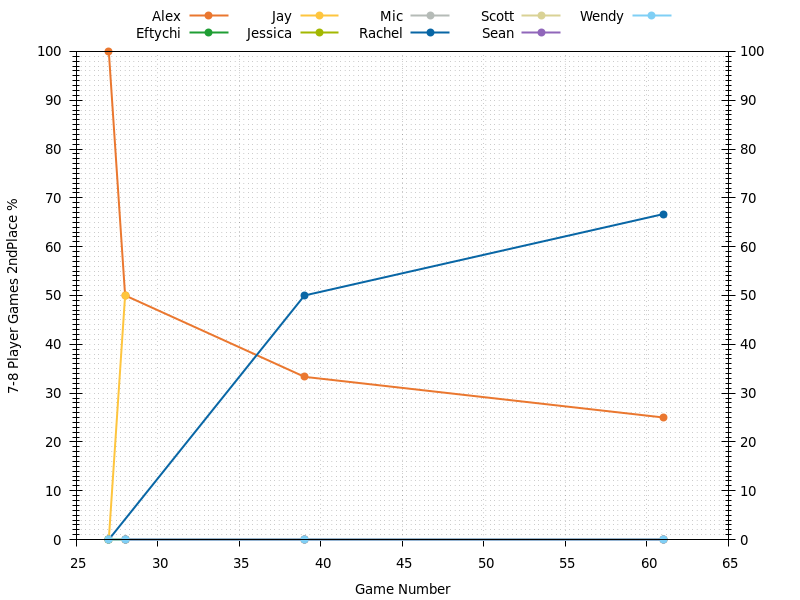 Alex Jay Mic Scott Wendy
Eftychi Jessica Rachel Sean
100 100
90 90
80 80
70 70
60 60
50 50
40 40
30 30
20 20
10 10
0 0
25 30 35 40 45 50 55 60 65
7-8 Player Games 2ndPlace %
Game Number